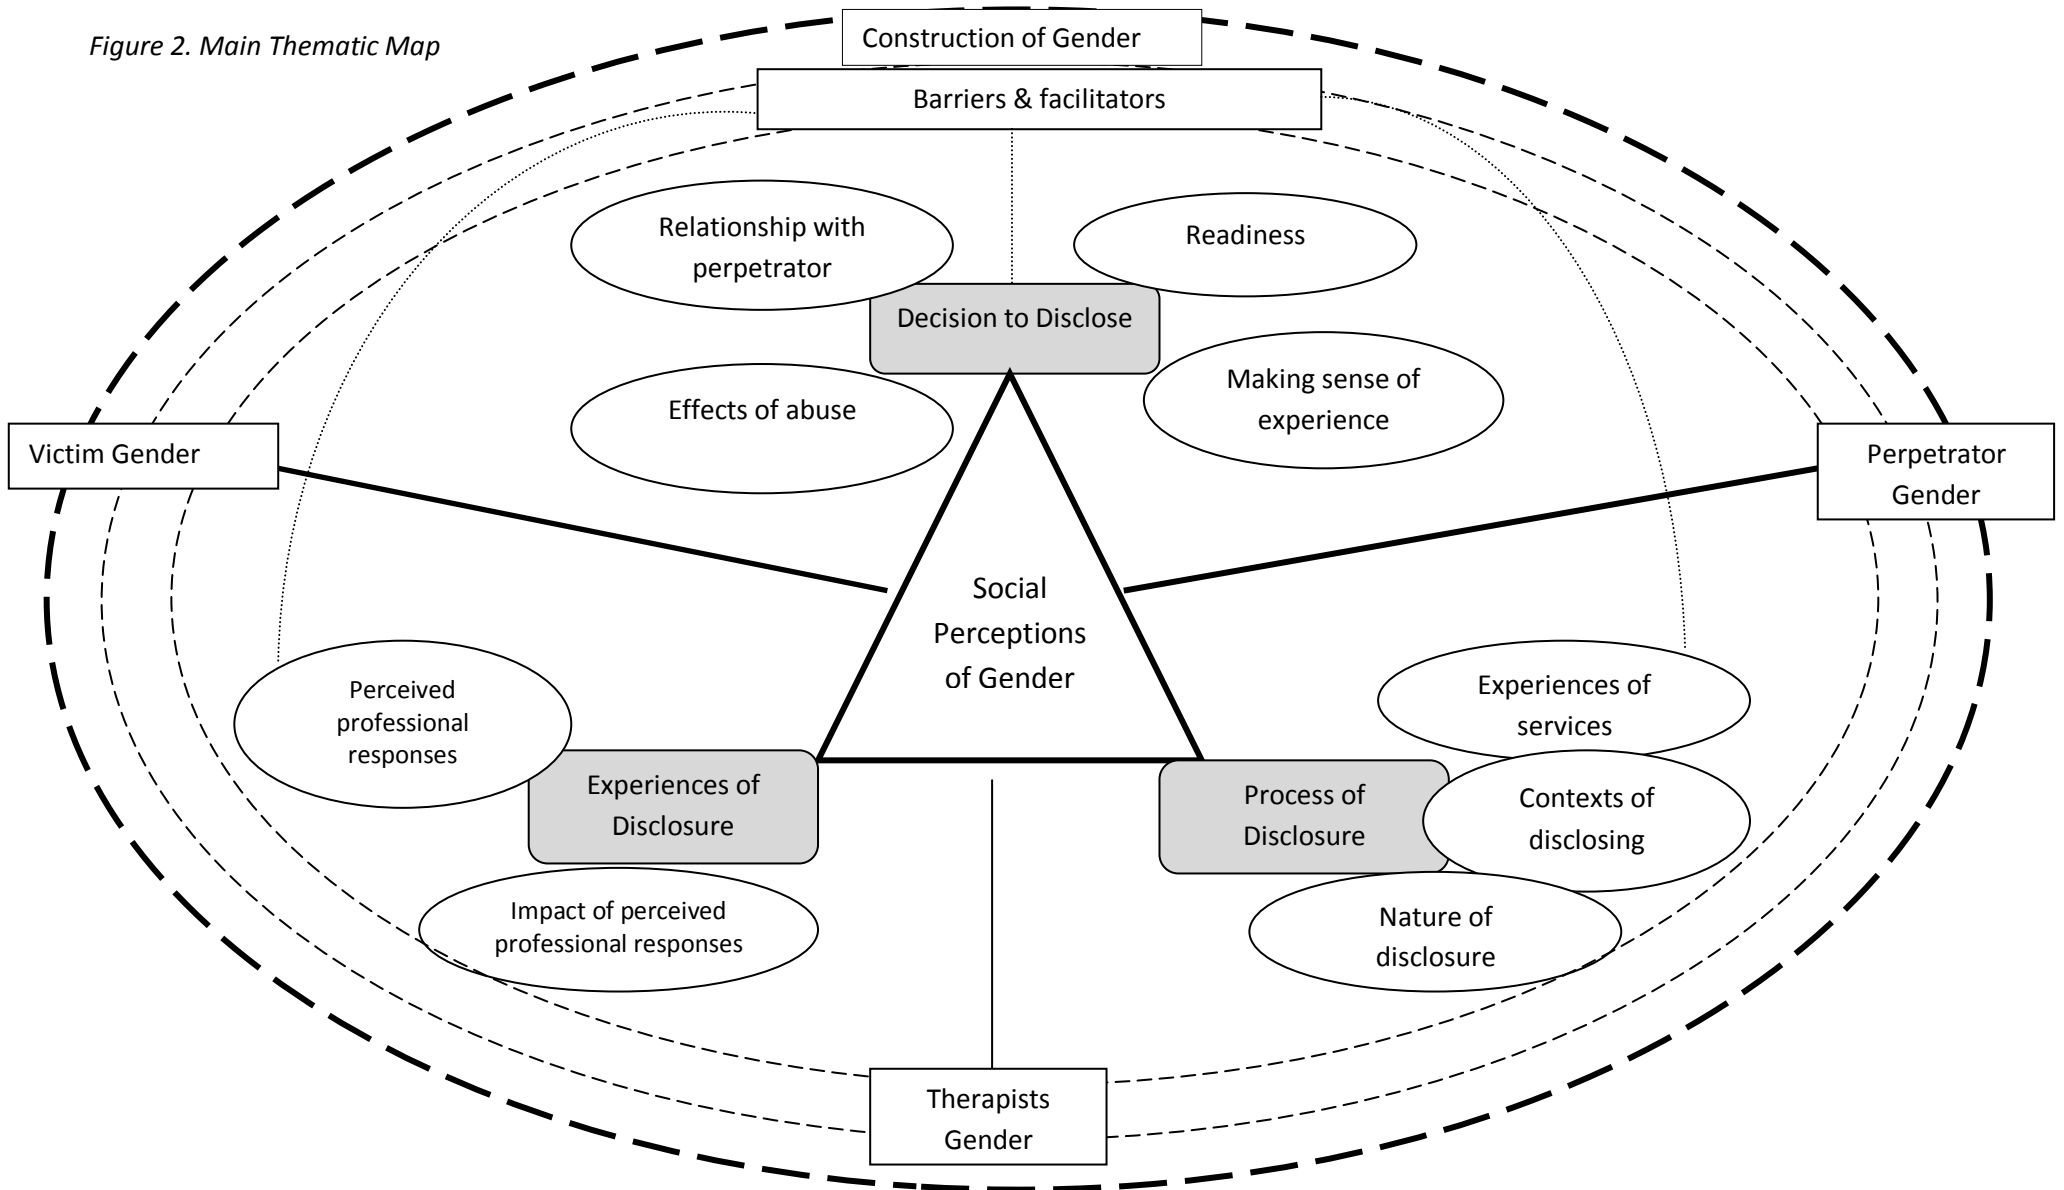 Figure 2. Main Thematic Map
Construction of Gender
Barriers & facilitators
Relationship with
perpetrator
Readiness
Decision to Disclose
Effects of abuse
Making sense of
experience
Victim Gender
Perpetrator
Gender
Social
Perceptions
of Gender
Perceived
professional
responses
Experiences of
services
Experiences of
Disclosure
Process of
Disclosure
Contexts of
disclosing
Impact of perceived
professional responses
Nature of
disclosure
Therapists
Gender